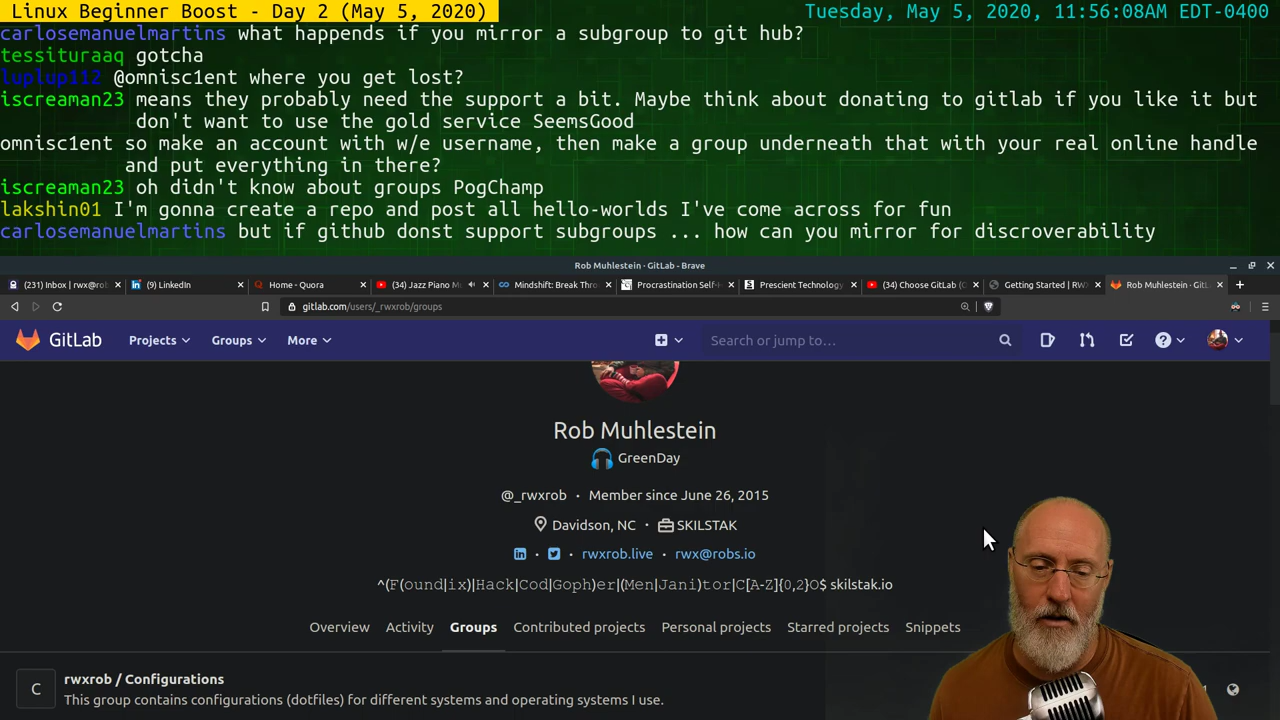 Linux Beginner Boost - Day 2 (May 5, 2020)
Tuesday, May 5, 2020, 11:56:08AM EDT-0400
carlosemanuelmartins what happends if you mirror a subgroup to git hub?
tessituraaq gotcha
luplup112 @omnisc1ent where you get lost?
iscreaman23 means they probably need the support a bit. Maybe think about donating to gitlab if you like it but
don't want to use the gold service SeemsGood
omnisc1ent so make an account with w/e username, then make a group underneath that with your real online handle
and put everything in there?
iscreaman23 oh didn't know about groups PogChamp
lakshin01 I'm gonna create a repo and post all hello-worlds I've come across for fun
carlosemanuelmartins but if github donst support subgroups ... how can you mirror for discroverability
Rob Muhlestein · GitLab - Brave
(231) Inbox | rwx@rob
LinkedIn
Home - Quora
(34) Jazz Piano M
Mindshift: Break Thro
Procrastination Self-H
Prescient Technology
(34) Choose GitLab (
Getting Started | RWX
Rob Muhlestein · GitL
gitlab.com/users/_rwxrob/groups
GitLab
Projects
Groups
More
Search or jump to…
Rob Muhlestein
GreenDay
@_rwxrob · Member since June 26, 2015
Davidson, NC · SKILSTAK
rwxrob.live · rwx@robs.io
^(F(ound|ix)|Hack|Cod|Goph)er|(Men|Jani)tor|C[A-Z]{0,2}O$ skilstak.io
Overview
Activity
Groups
Contributed projects
Personal projects
Starred projects
Snippets
C
rwxrob / Configurations
This group contains configurations (dotfiles) for different systems and operating systems I use.